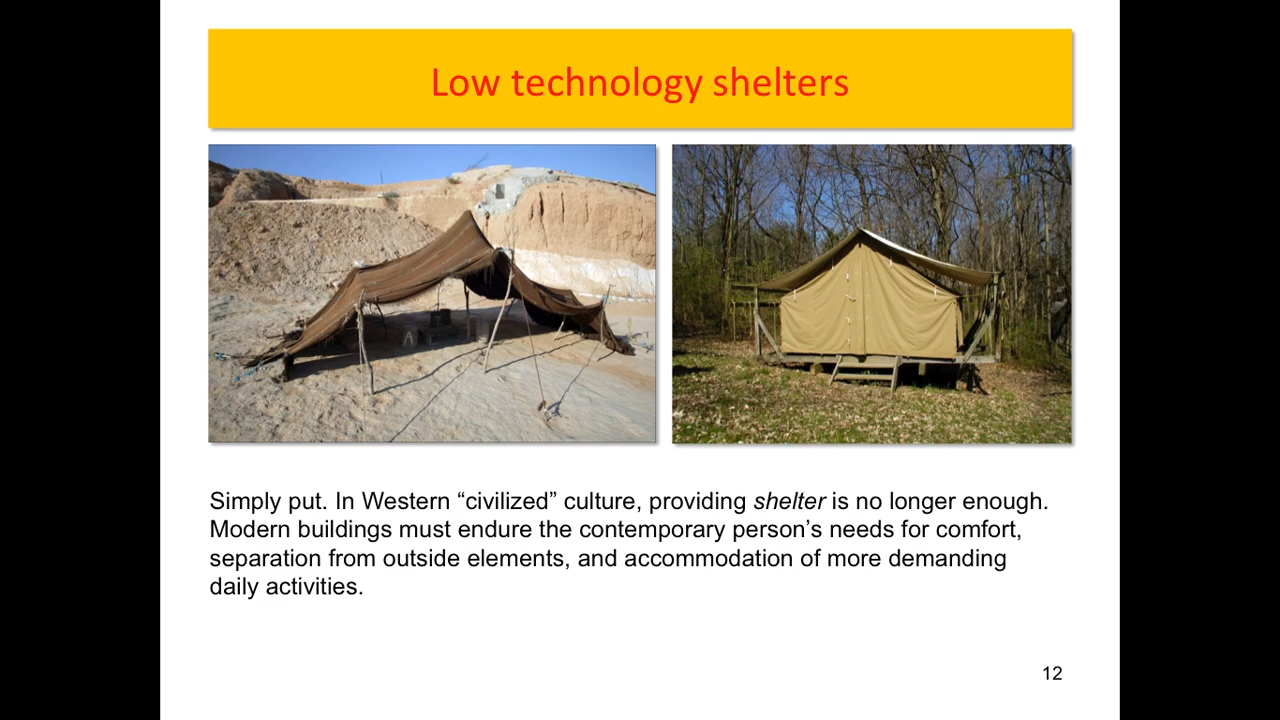 Low technology shelters
Simply put. In Western “civilized” culture, providing shelter is no longer enough.
Modern buildings must endure the contemporary person’s needs for comfort,
separation from outside elements, and accommodation of more demanding
daily activities.
12